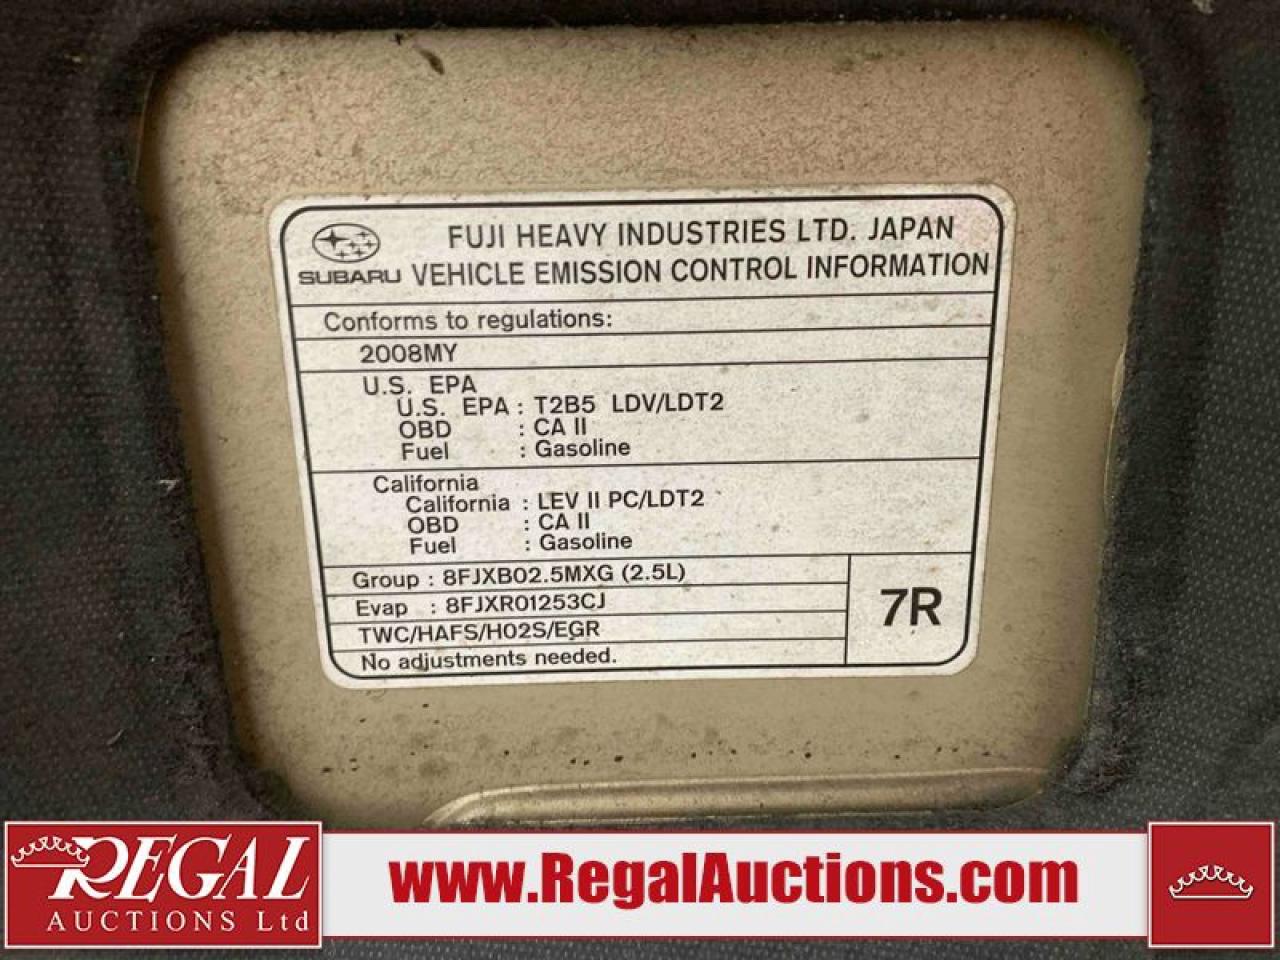 FUJI HEAVY INDUSTRIES LTD. JAPAN
SUBARU VEHICLE EMISSION CONTROL INFORMATION
Conforms to regulations:
2008MY
U.S. EPA
U.S. EPA : T2B5 LDV/LDT2
OBD : CA II
Fuel : Gasoline
California
California : LEV II PC/LDT2
OBD : CA II
Fuel : Gasoline
Group : 8FJXB02.5MXG (2.5L)
Evap : 8FJXR01253CJ
TWC/HAFS/HO2S/EGR
No adjustments needed.
7R
REGAL
AUCTIONS Ltd
www.RegalAuctions.com